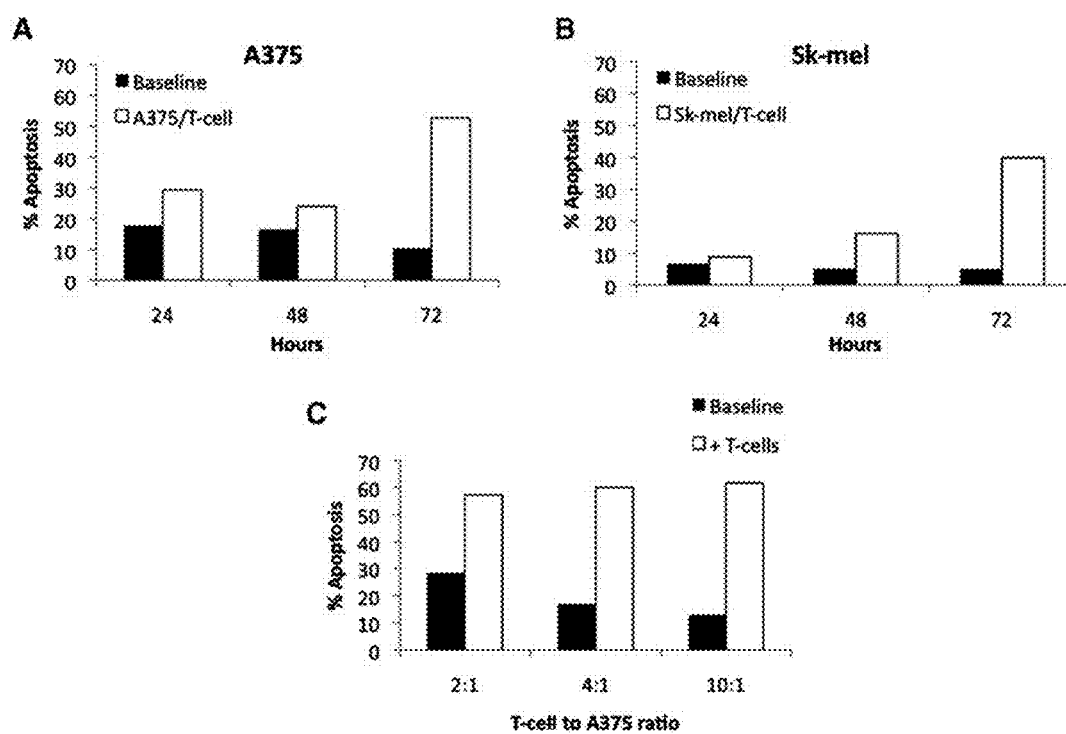 A
A375
70
60
50
40
30
20
10
0
% Apoptosis
Baseline
A375/T-cell
24
48
72
Hours
B
Sk-mel
70
60
50
40
30
20
10
0
% Apoptosis
Baseline
Sk-mel/T-cell
24
48
72
Hours
C
Baseline
+ T-cells
70
60
50
40
30
20
10
0
% Apoptosis
2:1
4:1
10:1
T-cell to A375 ratio